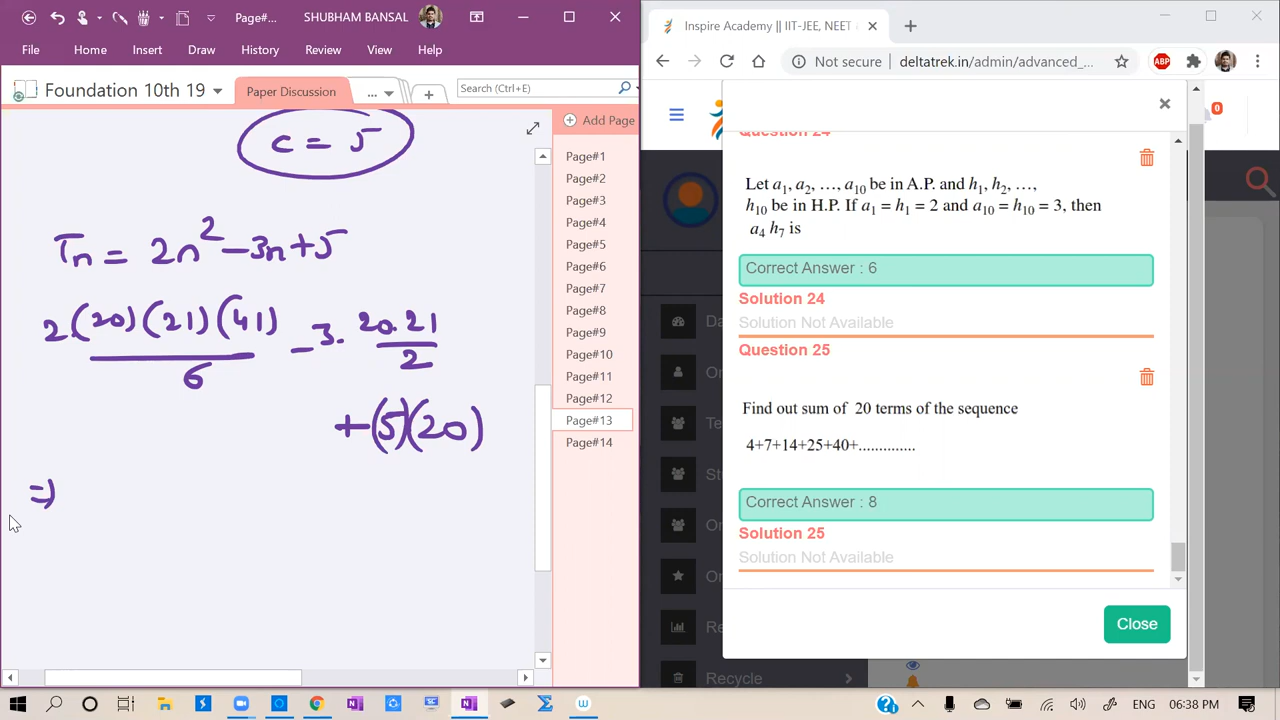 Page#...
SHUBHAM BANSAL
File Home Insert Draw History Review View Help
Foundation 10th 19
Paper Discussion
...
Search (Ctrl+E)
Add Page
Page#1
Page#2
Page#3
Page#4
Page#5
Page#6
Page#7
Page#8
Page#9
Page#10
Page#11
Page#12
Page#13
Page#14
c = 5
Tn = 2n² - 3n + 5
2.(20)(21)(41)/6 - 3. 20.21/2
+(5)(20)
=)
Inspire Academy || IIT-JEE, NEET
Not secure deltatrek.in/admin/advanced_...
ABP
0
Question 24
Let a1, a2, …, a10 be in A.P. and h1, h2, …,
h10 be in H.P. If a1 = h1 = 2 and a10 = h10 = 3, then
a4 h7 is
Correct Answer : 6
Solution 24
Solution Not Available
Question 25
Find out sum of 20 terms of the sequence
4+7+14+25+40+..............
Correct Answer : 8
Solution 25
Solution Not Available
Close
Recycle
ENG
06:38 PM